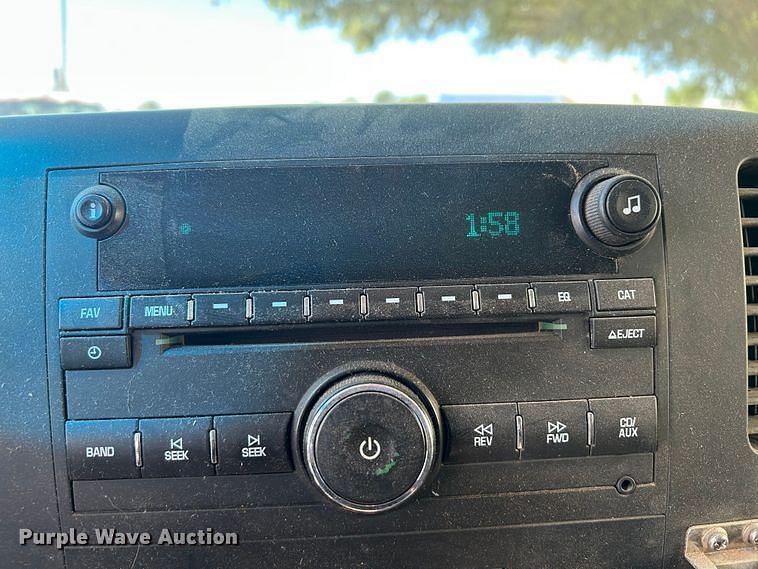 1:58
FAV
MENU
EQ
CAT
EJECT
BAND
SEEK
SEEK
REV
FWD
CD/
AUX
Purple Wave Auction